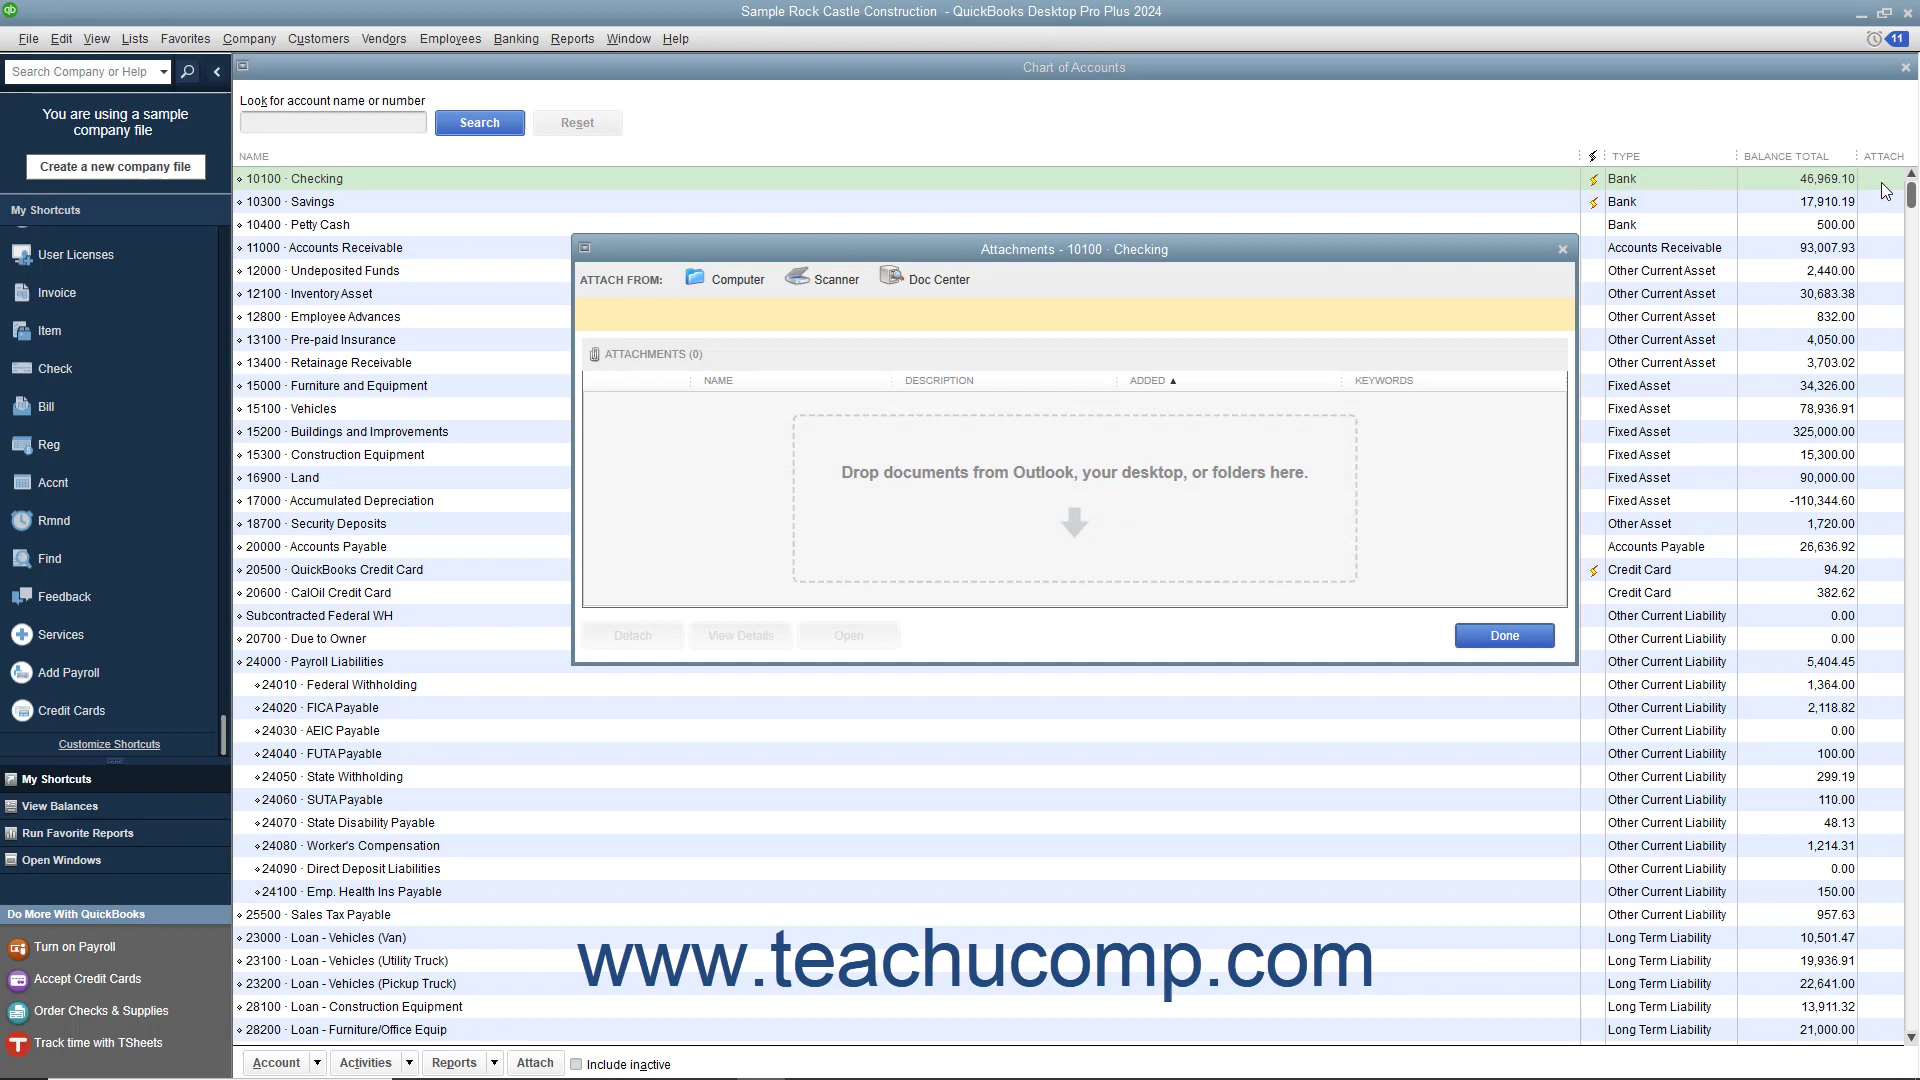 Sample Rock Castle Construction - QuickBooks Desktop Pro Plus 2024
File Edit View Lists Favorites Company Customers Vendors Employees Banking Reports Window Help
11
Search Company or Help
Chart of Accounts
You are using a sample
company file
Create a new company file
My Shortcuts
User Licenses
Invoice
Item
Check
Bill
Reg
Accnt
Rmnd
Find
Feedback
Services
Add Payroll
Credit Cards
Customize Shortcuts
My Shortcuts
View Balances
Run Favorite Reports
Open Windows
Do More With QuickBooks
Turn on Payroll
Accept Credit Cards
Order Checks & Supplies
Track time with TSheets
Look for account name or number
Search Reset
NAME TYPE BALANCE TOTAL ATTACH
10100 · Checking Bank 46,969.10
10300 · Savings Bank 17,910.19
10400 · Petty Cash Bank 500.00
11000 · Accounts Receivable Accounts Receivable 93,007.93
12000 · Undeposited Funds Other Current Asset 2,440.00
12100 · Inventory Asset Other Current Asset 30,683.38
12800 · Employee Advances Other Current Asset 832.00
13100 · Pre-paid Insurance Other Current Asset 4,050.00
13400 · Retainage Receivable Other Current Asset 3,703.02
15000 · Furniture and Equipment Fixed Asset 34,326.00
15100 · Vehicles Fixed Asset 78,936.91
15200 · Buildings and Improvements Fixed Asset 325,000.00
15300 · Construction Equipment Fixed Asset 15,300.00
16900 · Land Fixed Asset 90,000.00
17000 · Accumulated Depreciation Fixed Asset -110,344.60
18700 · Security Deposits Other Asset 1,720.00
20000 · Accounts Payable Accounts Payable 26,636.92
20500 · QuickBooks Credit Card Credit Card 94.20
20600 · CalOil Credit Card Credit Card 382.62
Subcontracted Federal WH Other Current Liability 0.00
20700 · Due to Owner Other Current Liability 0.00
24000 · Payroll Liabilities Other Current Liability 5,404.45
24010 · Federal Withholding Other Current Liability 1,364.00
24020 · FICA Payable Other Current Liability 2,118.82
24030 · AEIC Payable Other Current Liability 0.00
24040 · FUTA Payable Other Current Liability 100.00
24050 · State Withholding Other Current Liability 299.19
24060 · SUTA Payable Other Current Liability 110.00
24070 · State Disability Payable Other Current Liability 48.13
24080 · Worker's Compensation Other Current Liability 1,214.31
24090 · Direct Deposit Liabilities Other Current Liability 0.00
24100 · Emp. Health Ins Payable Other Current Liability 150.00
25500 · Sales Tax Payable Other Current Liability 957.63
23000 · Loan - Vehicles (Van) Long Term Liability 10,501.47
23100 · Loan - Vehicles (Utility Truck) Long Term Liability 19,936.91
23200 · Loan - Vehicles (Pickup Truck) Long Term Liability 22,641.00
28100 · Loan - Construction Equipment Long Term Liability 13,911.32
28200 · Loan - Furniture/Office Equip Long Term Liability 21,000.00
Attachments - 10100 · Checking
ATTACH FROM: Computer Scanner Doc Center
ATTACHMENTS (0)
NAME DESCRIPTION ADDED KEYWORDS
Drop documents from Outlook, your desktop, or folders here.
Detach View Details Open Done
www.teachucomp.com
Account Activities Reports Attach Include inactive